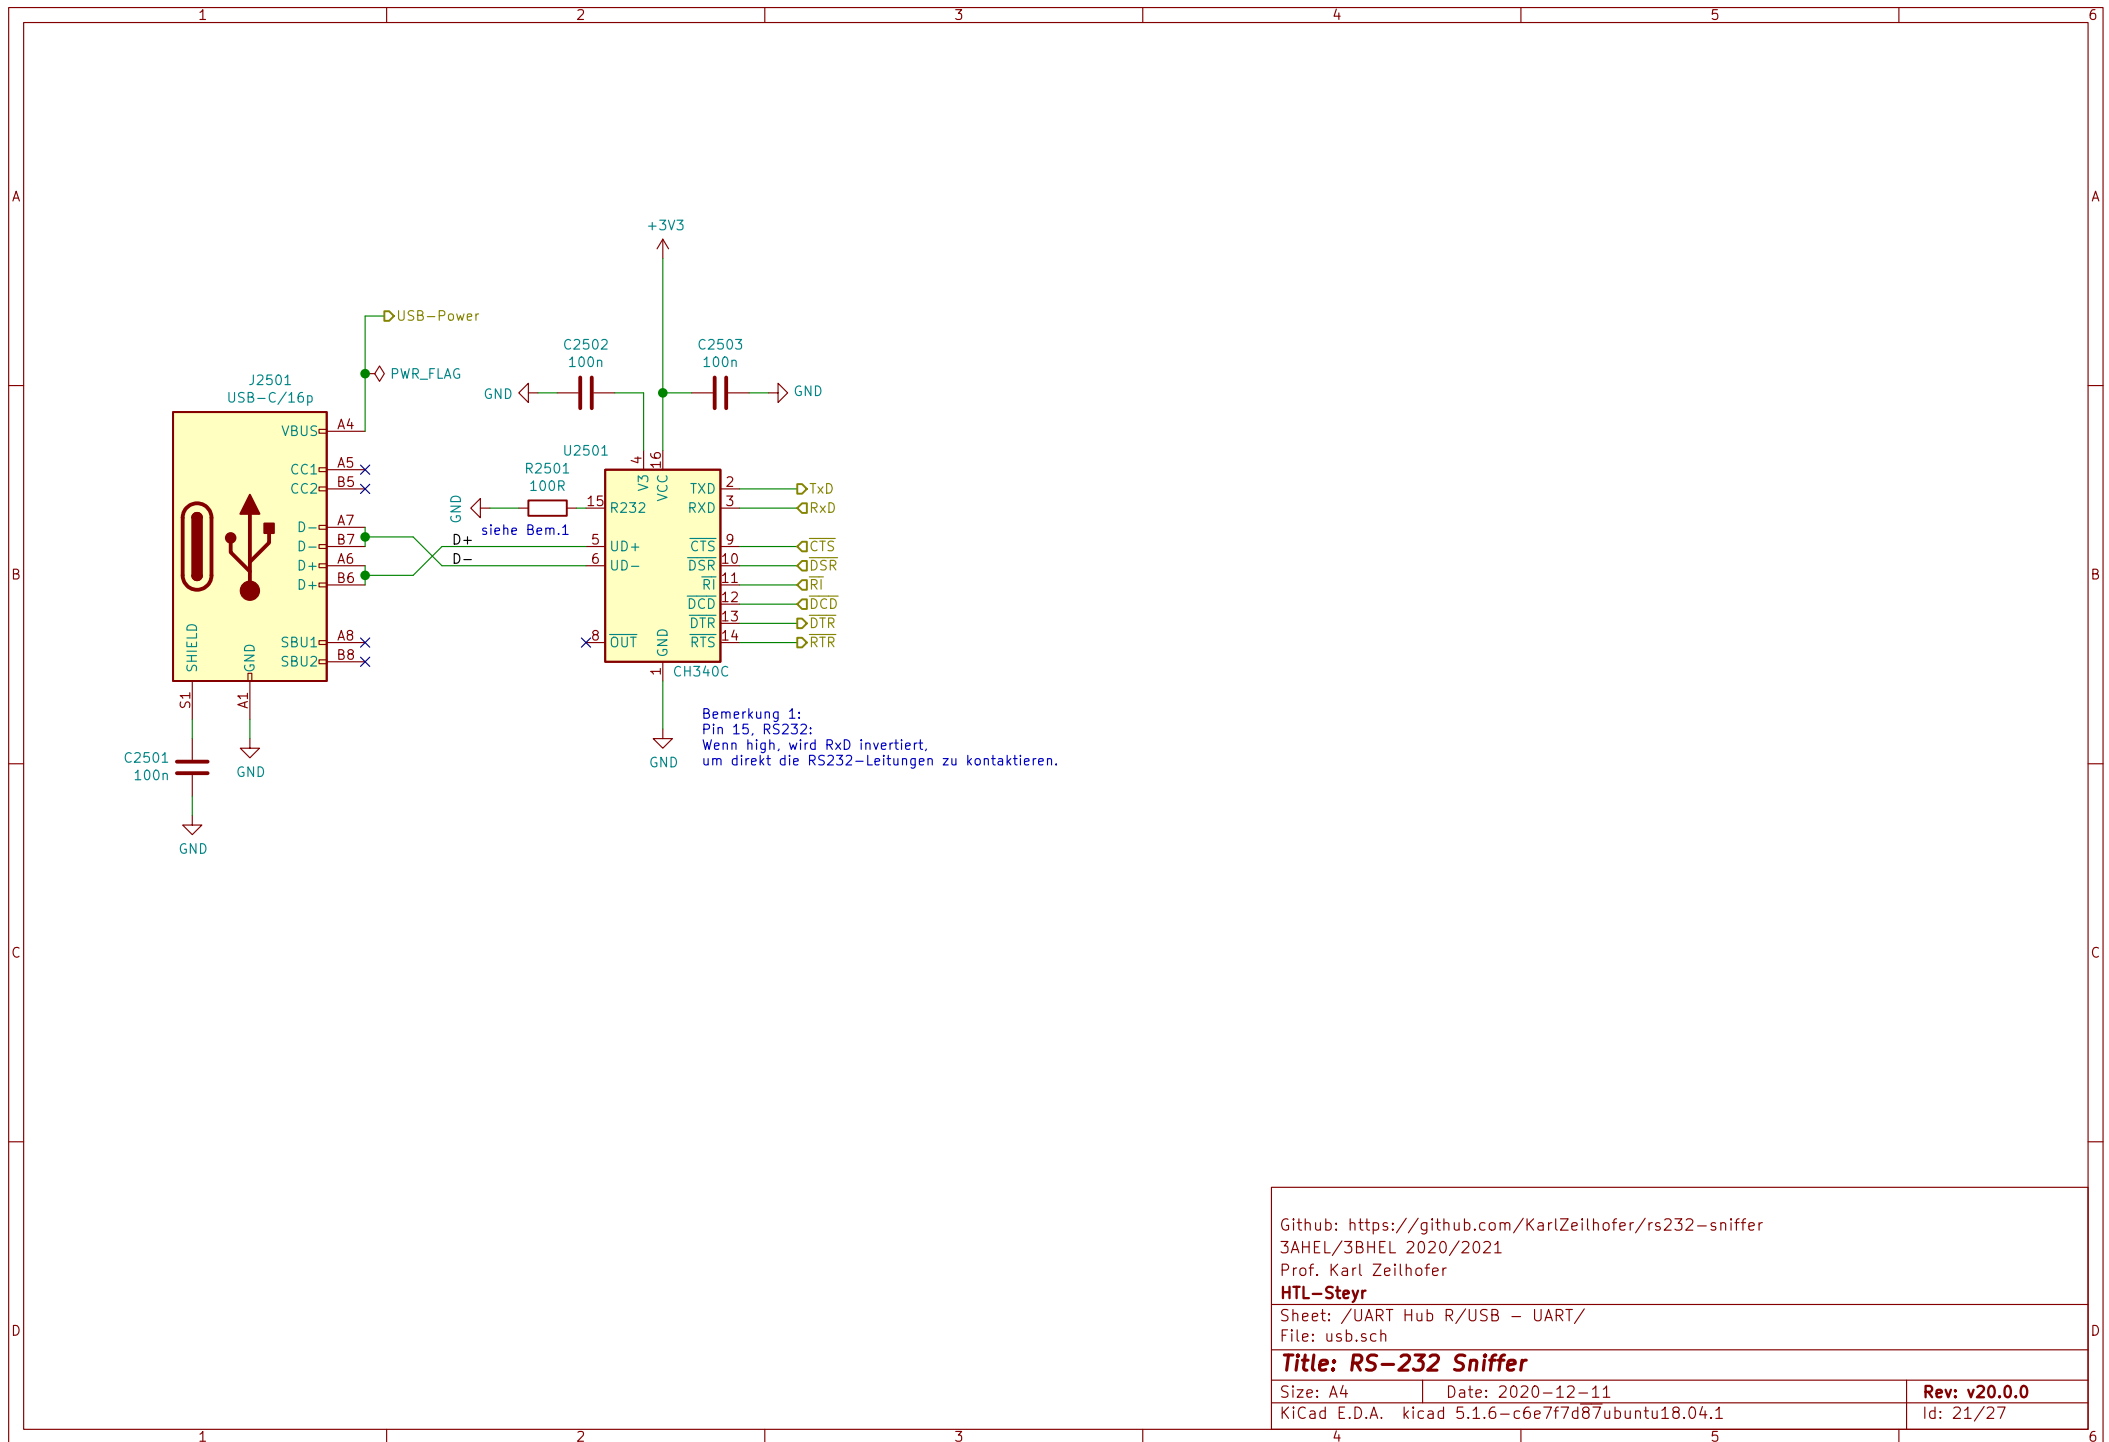 1 2 3 4 5 6
A A
B B
C C
D D
+3V3
USB-Power
PWR_FLAG
J2501
USB-C/16p
VBUS A4
CC1 A5
CC2 B5
D- A7
D- B7
D+ A6
D+ B6
SBU1 A8
SBU2 B8
SHIELD
GND
S1
A1
C2501
100n
GND
GND
C2502
100n
GND
C2503
100n
GND
U2501
R2501
100R
GND
siehe Bem.1
D+
D-
4 V3
16 VCC
15 R232
5 UD+
6 UD-
8 OUT
GND
1
TXD 2 TxD
RXD 3 RxD
CTS 9 CTS
DSR 10 DSR
RI 11 RI
DCD 12 DCD
DTR 13 DTR
RTS 14 RTR
CH340C
GND
Bemerkung 1:
Pin 15, RS232:
Wenn high, wird RxD invertiert,
um direkt die RS232-Leitungen zu kontaktieren.
Github: https://github.com/KarlZeilhofer/rs232-sniffer
3AHEL/3BHEL 2020/2021
Prof. Karl Zeilhofer
HTL-Steyr
Sheet: /UART Hub R/USB - UART/
File: usb.sch
Title: RS-232 Sniffer
Size: A4 Date: 2020-12-11 Rev: v20.0.0
KiCad E.D.A. kicad 5.1.6-c6e7f7d87ubuntu18.04.1 Id: 21/27
1 2 3 4 5 6